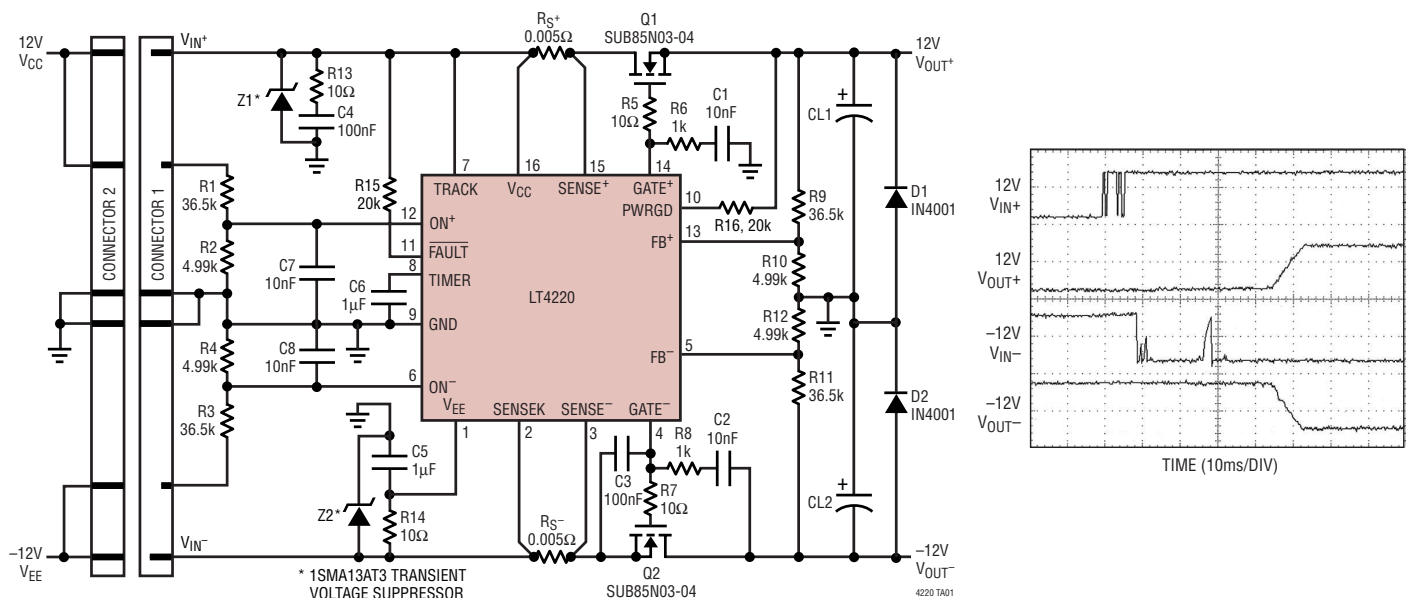 12V
VCC
CONNECTOR 2
CONNECTOR 1
VIN+
Z1*
R13
10Ω
C4
100nF
RS+
0.005Ω
Q1
SUB85N03-04
12V
VOUT+
R5
10Ω
R6
1k
C1
10nF
CL1
R1
36.5k
R2
4.99k
R15
20k
7
16
15
14
TRACK
VCC
SENSE+
GATE+
12
ON+
11
FAULT
8
TIMER
9
GND
6
ON−
VEE
SENSEK
SENSE−
GATE−
1
2
3
4
LT4220
PWRGD
10
R16, 20k
FB+
13
FB−
5
R9
36.5k
R10
4.99k
R12
4.99k
R11
36.5k
D1
IN4001
D2
IN4001
C7
10nF
C6
1µF
C8
10nF
R4
4.99k
R3
36.5k
C5
1µF
Z2*
R14
10Ω
RS−
0.005Ω
C3
100nF
R8
1k
C2
10nF
R7
10Ω
Q2
SUB85N03-04
CL2
−12V
VEE
VIN−
−12V
VOUT−
* 1SMA13AT3 TRANSIENT
VOLTAGE SUPPRESSOR
4220 TA01
12V
VIN+
12V
VOUT+
−12V
VIN−
−12V
VOUT−
TIME (10ms/DIV)
+
+